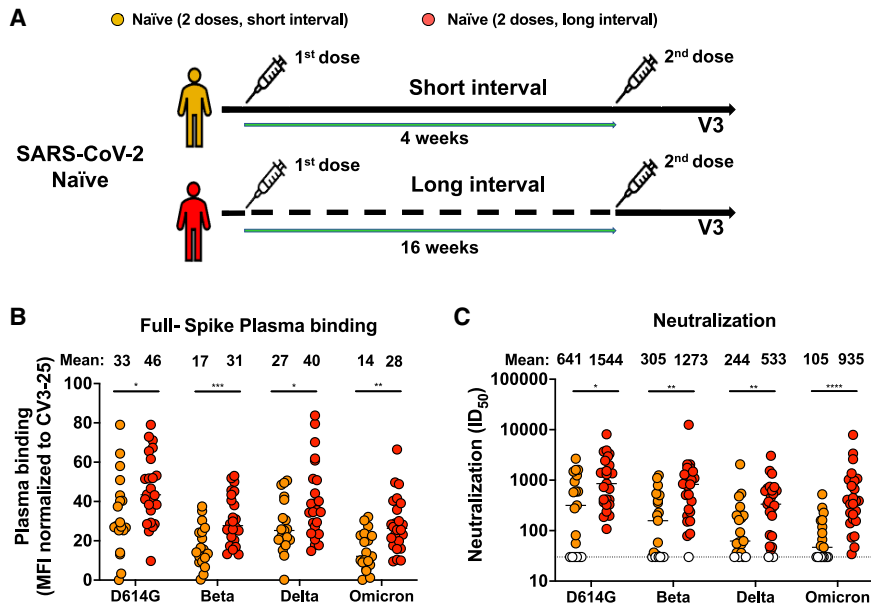 A
Naïve (2 doses, short interval) Naïve (2 doses, long interval)
1st dose 2nd dose
Short interval
V3
4 weeks
SARS-CoV-2
Naïve
1st dose 2nd dose
Long interval
V3
16 weeks
B
Full- Spike Plasma binding
Mean: 33 46 17 31 27 40 14 28
* *** * **
Plasma binding
(MFI normalized to CV3-25)
100
80
60
40
20
0
D614G Beta Delta Omicron
C
Neutralization
Mean: 641 1544 305 1273 244 533 105 935
* ** ** ****
Neutralization (ID50)
100000
10000
1000
100
10
D614G Beta Delta Omicron